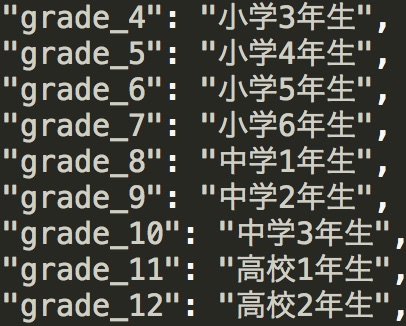 "grade_4": "小学3年生",
"grade_5": "小学4年生",
"grade_6": "小学5年生",
"grade_7": "小学6年生",
"grade_8": "中学1年生",
"grade_9": "中学2年生",
"grade_10": "中学3年生",
"grade_11": "高校1年生",
"grade_12": "高校2年生",